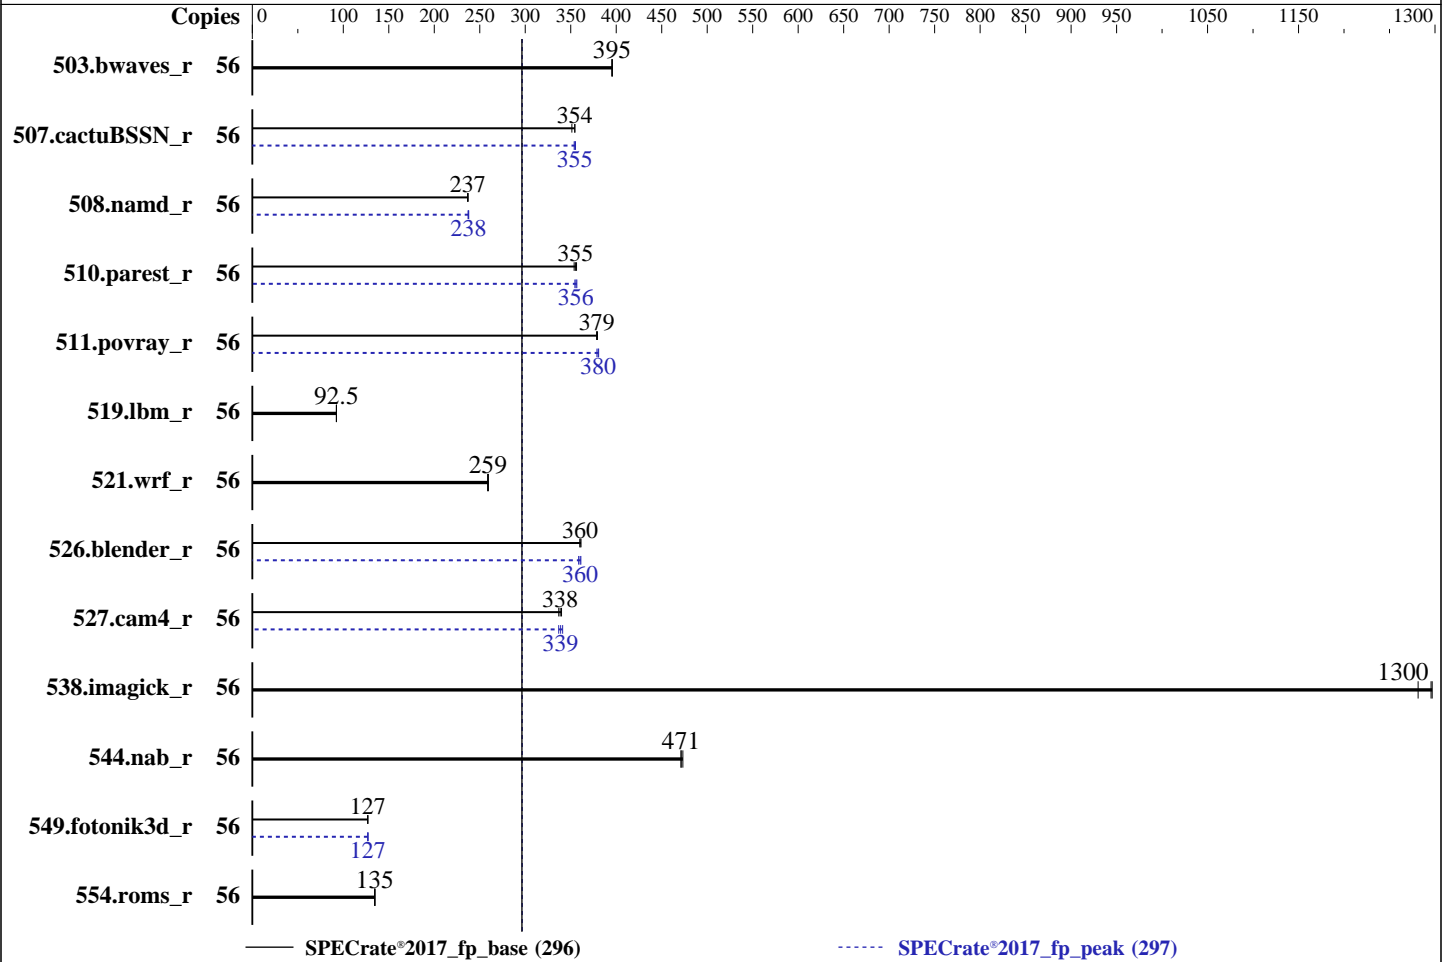 Copies 0 100 150 200 250 300 350 400 450 500 550 600 650 700 750 800 850 900 950 1050 1150 1300
395
503.bwaves_r 56
354
507.cactuBSSN_r 56
355
237
508.namd_r 56
238
355
510.parest_r 56
356
379
511.povray_r 56
380
92.5
519.lbm_r 56
259
521.wrf_r 56
360
526.blender_r 56
360
338
527.cam4_r 56
339
1300
538.imagick_r 56
471
544.nab_r 56
127
549.fotonik3d_r 56
127
135
554.roms_r 56
SPECrate®2017_fp_base (296) SPECrate®2017_fp_peak (297)